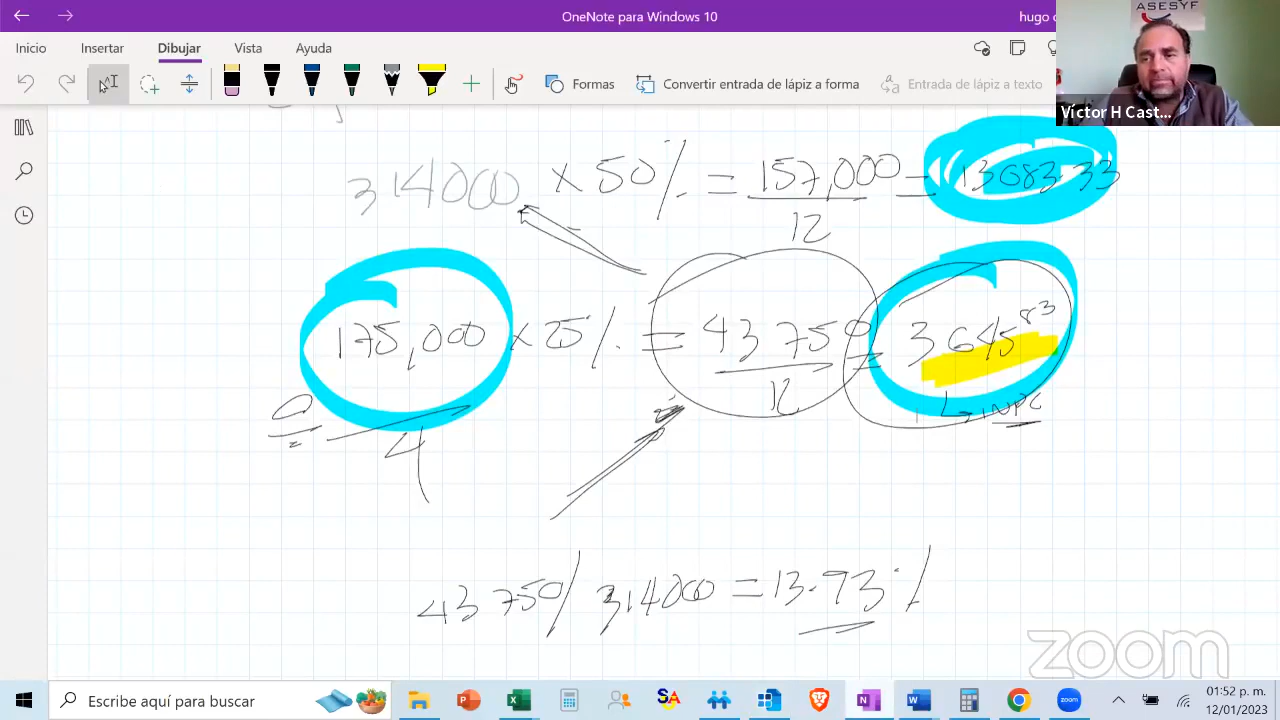 OneNote para Windows 10
hugo c
ASESYF
Inicio Insertar Dibujar Vista Ayuda
Formas Convertir entrada de lápiz a forma Entrada de lápiz a texto
Víctor H Cast...
314000 x 50% = 157,000 = 13083.33
12
175,000 x 25% = 43750 = 3645 83
12
INPC
4
43750/314000 = 13.93%
zoom
Escribe aquí para buscar
01:32 p. m.
12/01/2023